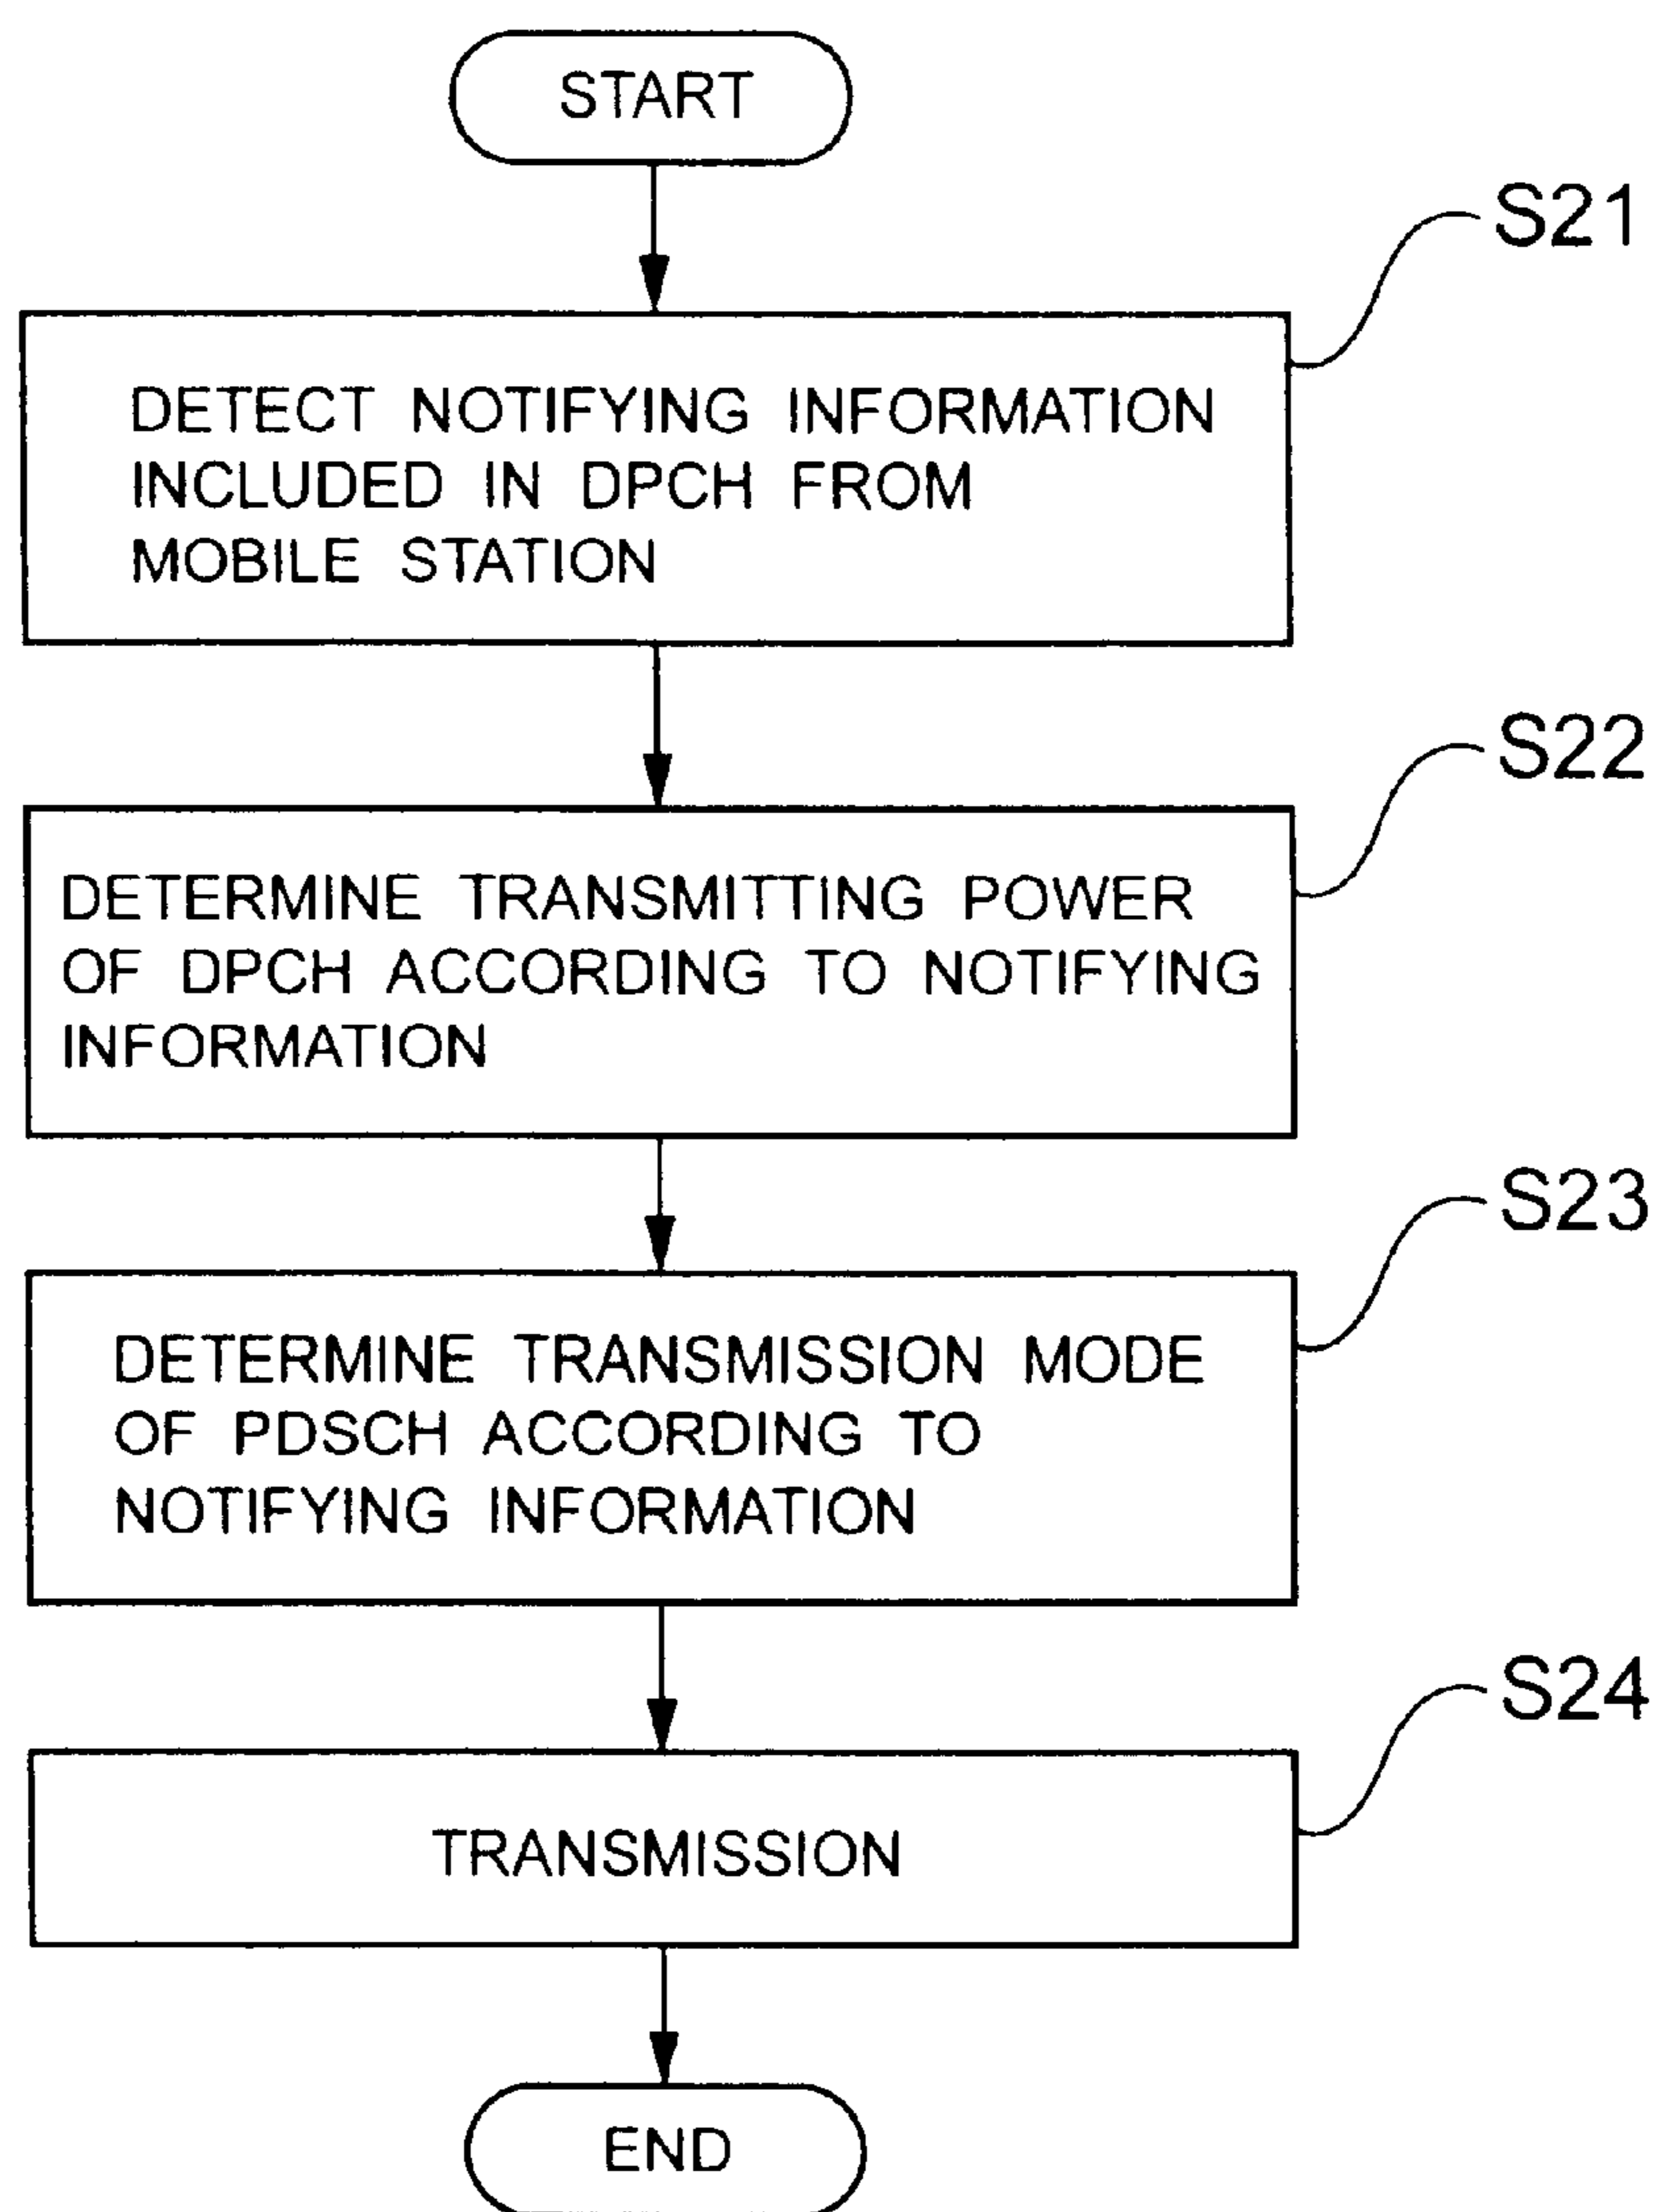 START
S21
DETECT NOTIFYING INFORMATION
INCLUDED IN DPCH FROM
MOBILE STATION
S22
DETERMINE TRANSMITTING POWER
OF DPCH ACCORDING TO NOTIFYING
INFORMATION
S23
DETERMINE TRANSMISSION MODE
OF PDSCH ACCORDING TO
NOTIFYING INFORMATION
S24
TRANSMISSION
END